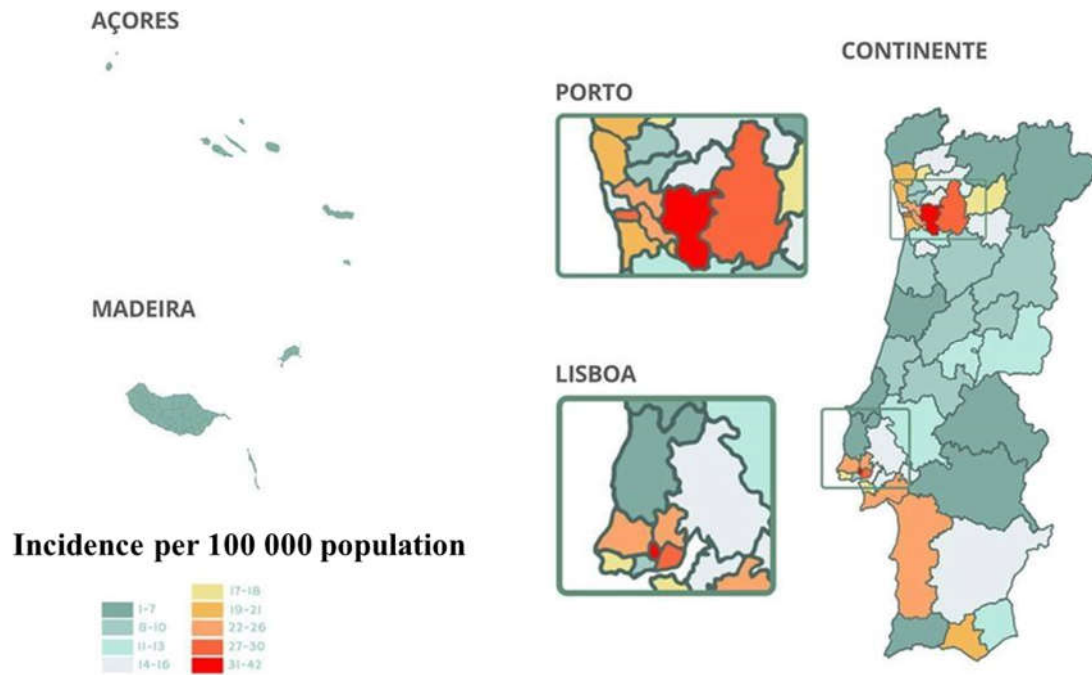 AÇORES
CONTINENTE
PORTO
MADEIRA
LISBOA
Incidence per 100 000 population
1-7
8-10
11-13
14-16
17-18
19-21
22-26
27-30
31-42